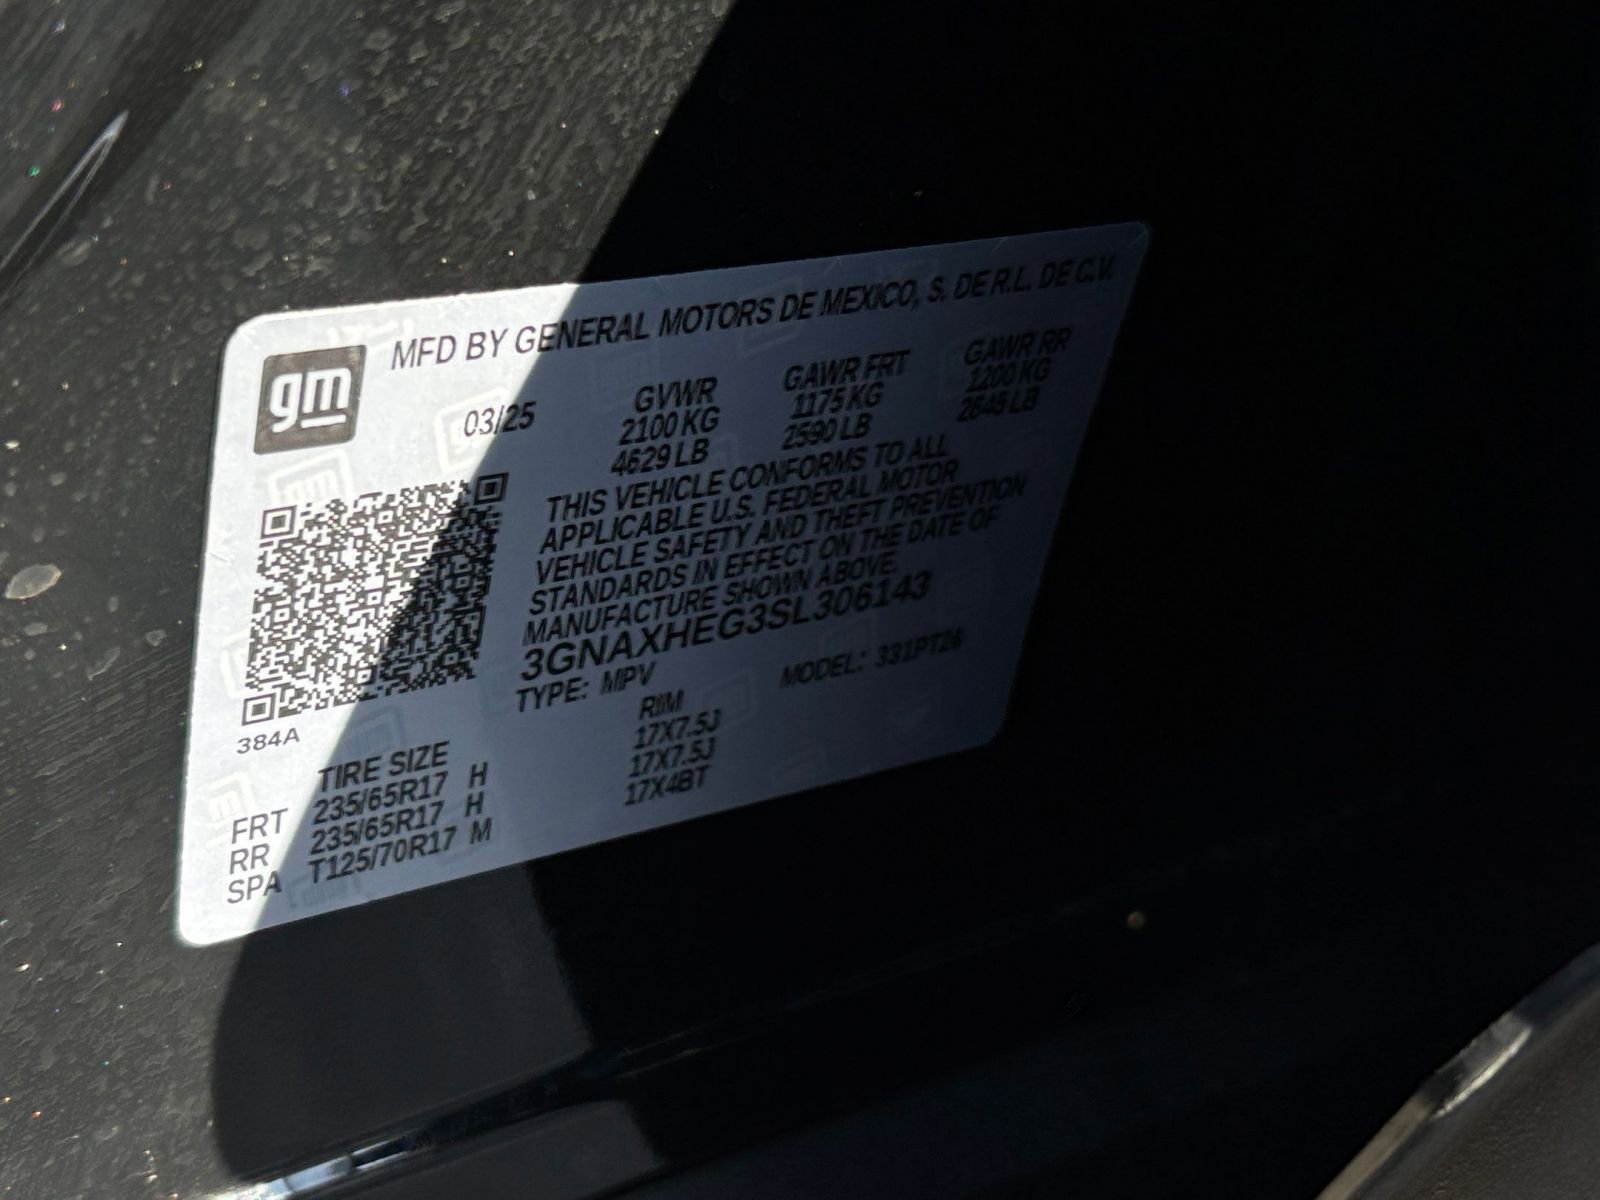 MFD BY GENERAL MOTORS DE MEXICO, S. DE R.L. DE C.V.
gm
03/25
GVWR GAWR FRT GAWR RR
2100 KG 1175 KG 1200 KG
4629 LB 2590 LB 2645 LB
THIS VEHICLE CONFORMS TO ALL
APPLICABLE U.S. FEDERAL MOTOR
VEHICLE SAFETY AND THEFT PREVENTION
STANDARDS IN EFFECT ON THE DATE OF
MANUFACTURE SHOWN ABOVE.
3GNAXHEG3SL306143
TYPE: MPV MODEL: 331PT26
384A
TIRE SIZE RIM
FRT 235/65R17 H 17X7.5J
RR 235/65R17 H 17X7.5J
SPA T125/70R17 M 17X4BT